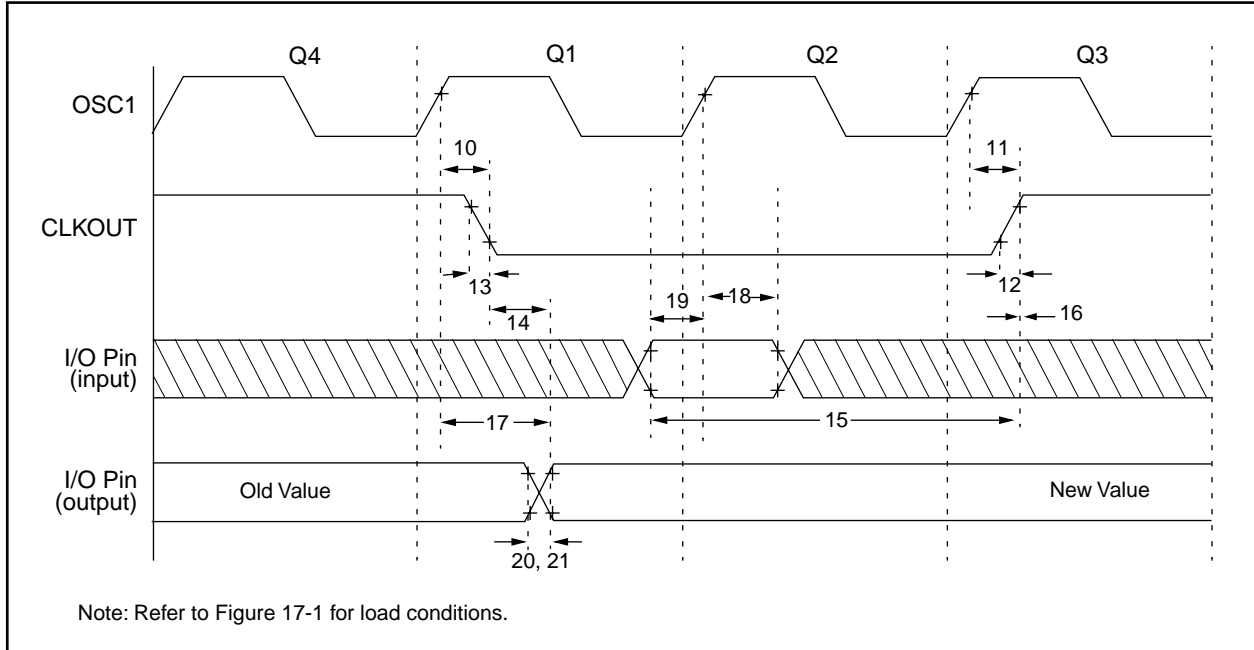 Q4
Q1
Q2
Q3
OSC1
10
11
CLKOUT
13
12
14
19
18
16
I/O Pin
(input)
17
15
I/O Pin
(output)
Old Value
New Value
20, 21
Note: Refer to Figure 17-1 for load conditions.